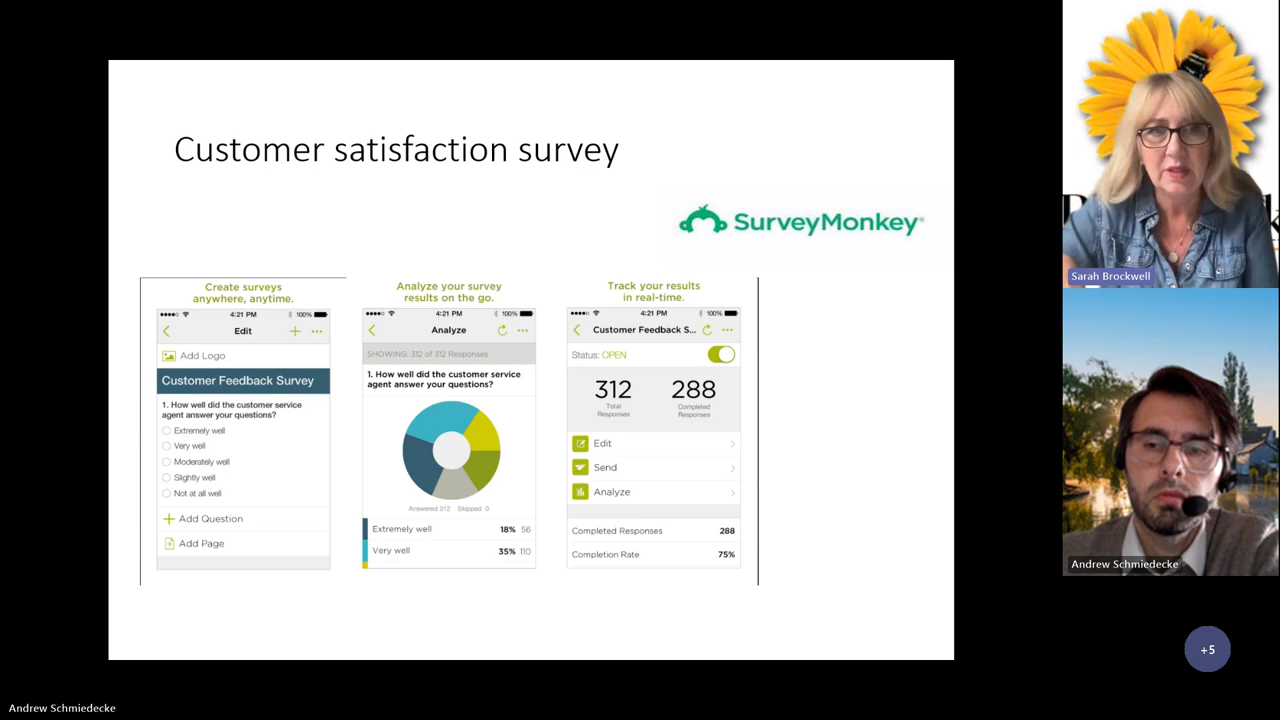 Customer satisfaction survey
SurveyMonkey®
Create surveys
anywhere, anytime.
4:21 PM
100%
Edit
Add Logo
Customer Feedback Survey
1. How well did the customer service
agent answer your questions?
Extremely well
Very well
Moderately well
Slightly well
Not at all well
Add Question
Add Page
Analyze your survey
results on the go.
4:21 PM
100%
Analyze
SHOWING: 312 of 312 Responses
1. How well did the customer service
agent answer your questions?
Answered 312 Skipped 0
Extremely well 18% 56
Very well 35% 110
Track your results
in real-time.
4:21 PM
100%
Customer Feedback S...
Status: OPEN
312 288
Total Completed
Responses Responses
Edit
Send
Analyze
Completed Responses 288
Completion Rate 75%
Sarah Brockwell
Andrew Schmiedecke
+5
Andrew Schmiedecke